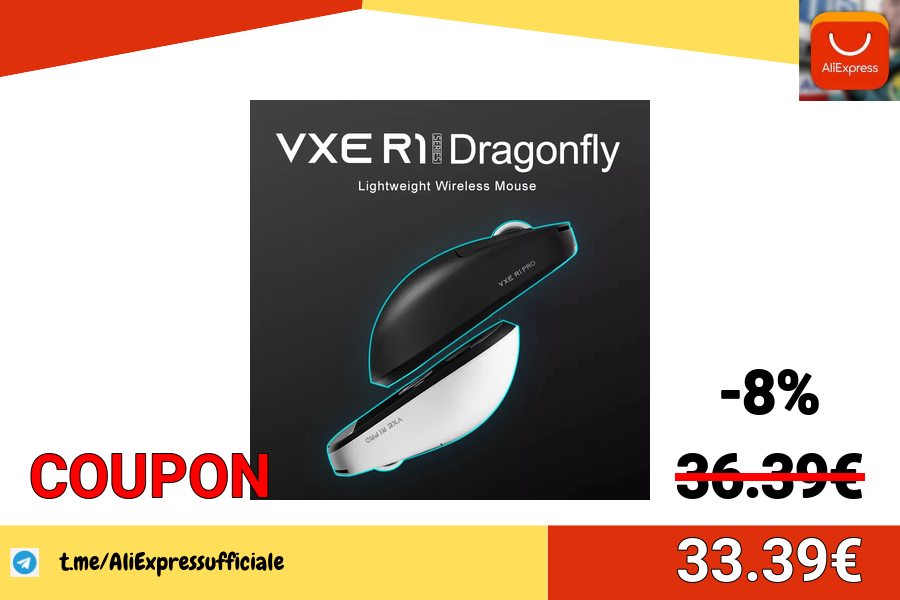 AliExpress
VXE R1 SERIES Dragonfly
Lightweight Wireless Mouse
VXE R1 PRO
VXE R1 PRO
-8%
COUPON
36.39€
t.me/AliExpressufficiale
33.39€